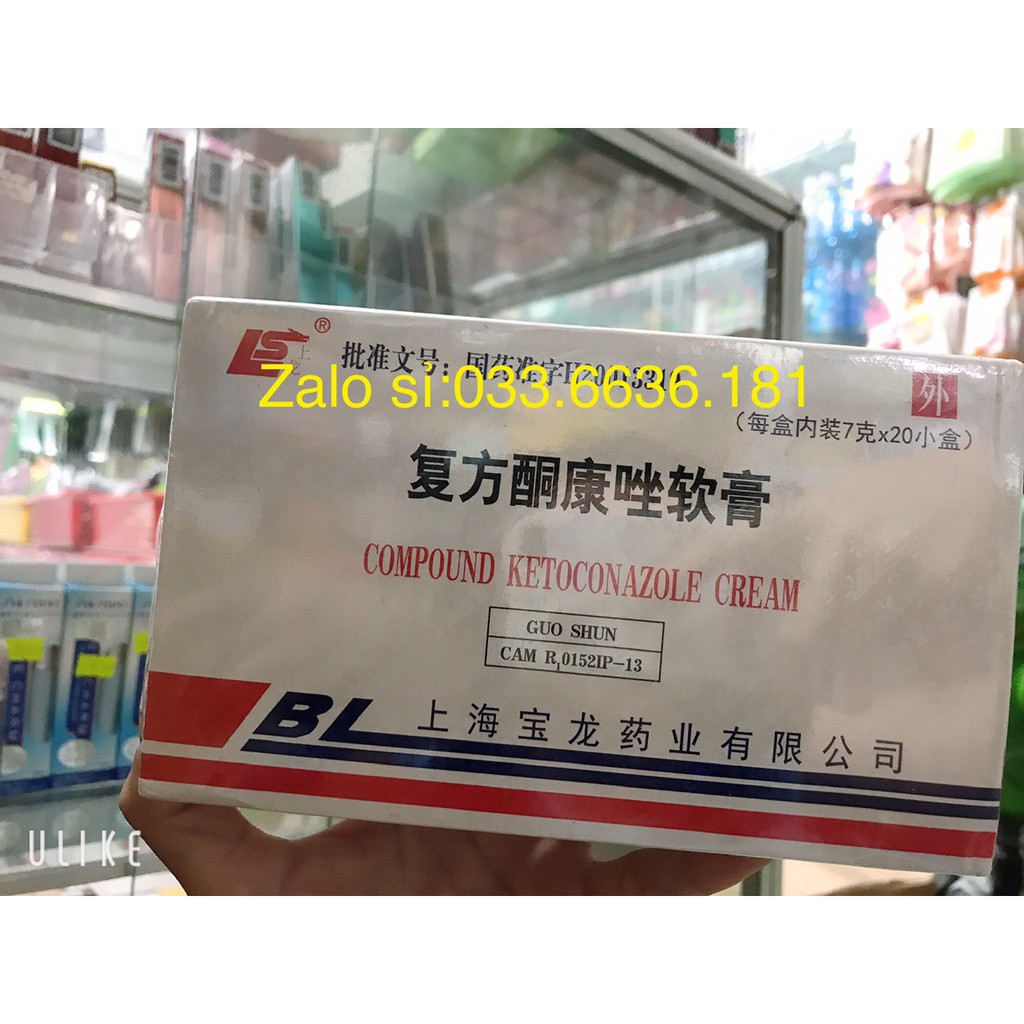 LS 上龙 ®
批准文号：国药准字
外
Zalo sỉ:033.6636.181
（每盒内装7克x20小盒）
复方酮康唑软膏
COMPOUND KETOCONAZOLE CREAM
GUO SHUN
CAM R,0152IP-13
BL 上海宝龙药业有限公司
ULIKE